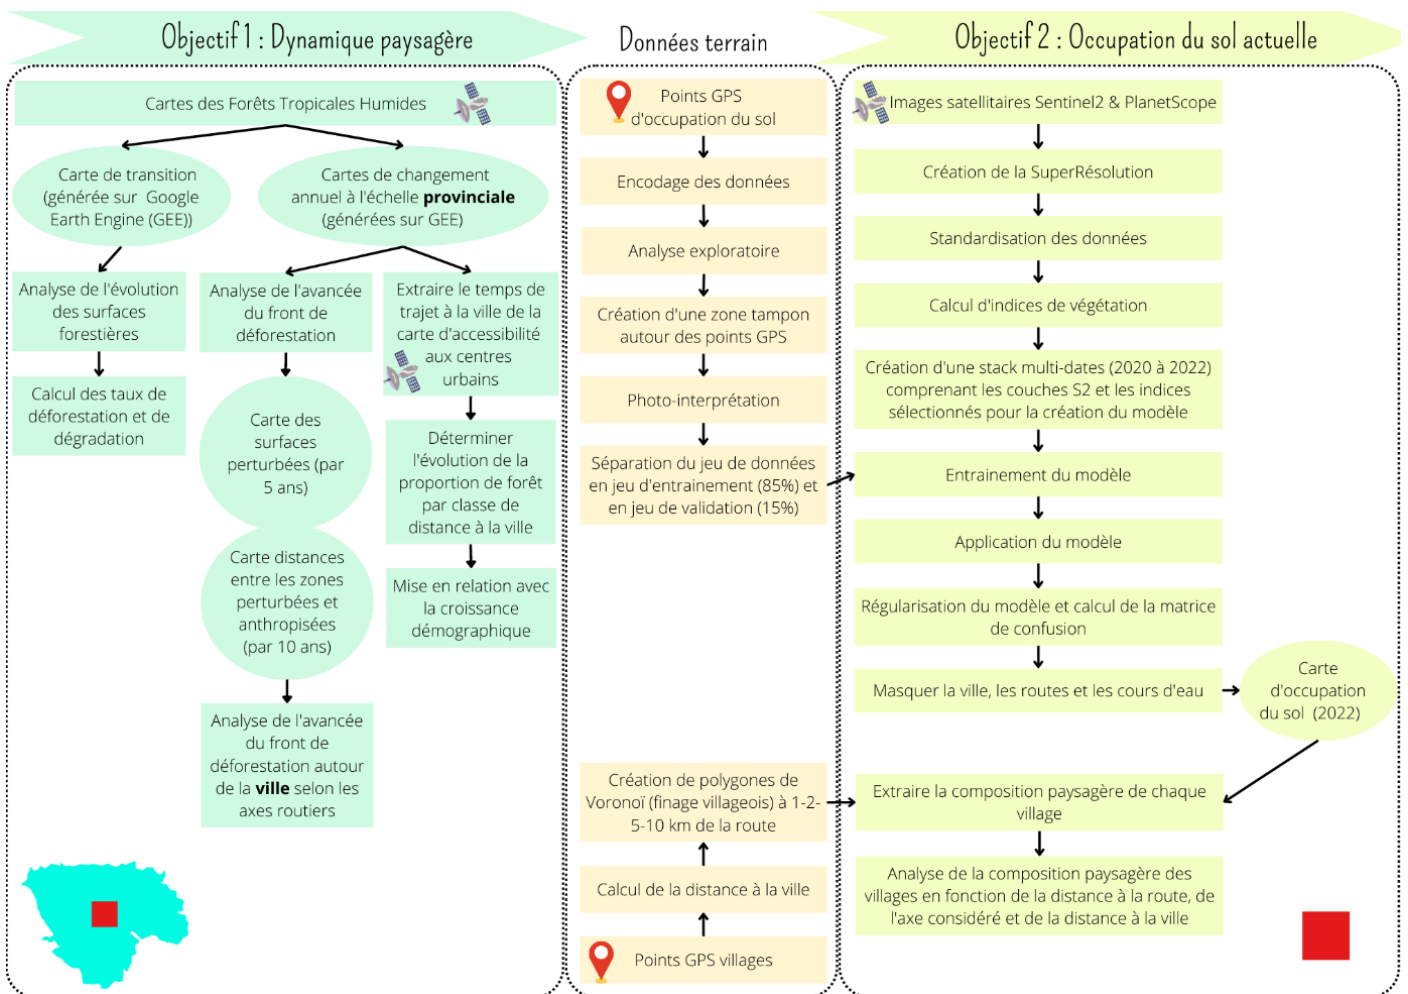 Objectif 1 : Dynamique paysagère
Cartes des Forêts Tropicales Humides
Carte de transition
(générée sur Google
Earth Engine (GEE))
Cartes de changement
annuel à l'échelle provinciale
(générées sur GEE)
Analyse de l'évolution
des surfaces
forestières
Calcul des taux de
déforestation et de
dégradation
Analyse de l'avancée
du front de
déforestation
Carte des
surfaces
perturbées (par
5 ans)
Carte distances
entre les zones
perturbées et
anthropisées
(par 10 ans)
Analyse de l'avancée
du front de
déforestation autour
de la ville selon les
axes routiers
Extraire le temps de
trajet à la ville de la
carte d'accessibilité
aux centres
urbains
Déterminer
l'évolution de la
proportion de forêt
par classe de
distance à la ville
Mise en relation avec
la croissance
démographique
Données terrain
Points GPS
d'occupation du sol
Encodage des données
Analyse exploratoire
Création d'une zone tampon
autour des points GPS
Photo-interprétation
Séparation du jeu de données
en jeu d'entrainement (85%) et
en jeu de validation (15%)
Création de polygones de
Voronoï (finage villageois) à 1-2-
5-10 km de la route
Calcul de la distance à la ville
Points GPS villages
Objectif 2 : Occupation du sol actuelle
Images satellitaires Sentinel2 & PlanetScope
Création de la SuperRésolution
Standardisation des données
Calcul d'indices de végétation
Création d'une stack multi-dates (2020 à 2022)
comprenant les couches S2 et les indices
sélectionnés pour la création du modèle
Entrainement du modèle
Application du modèle
Régularisation du modèle et calcul de la matrice
de confusion
Masquer la ville, les routes et les cours d'eau
Carte
d'occupation
du sol (2022)
Extraire la composition paysagère de chaque
village
Analyse de la composition paysagère des
villages en fonction de la distance à la route, de
l'axe considéré et de la distance à la ville